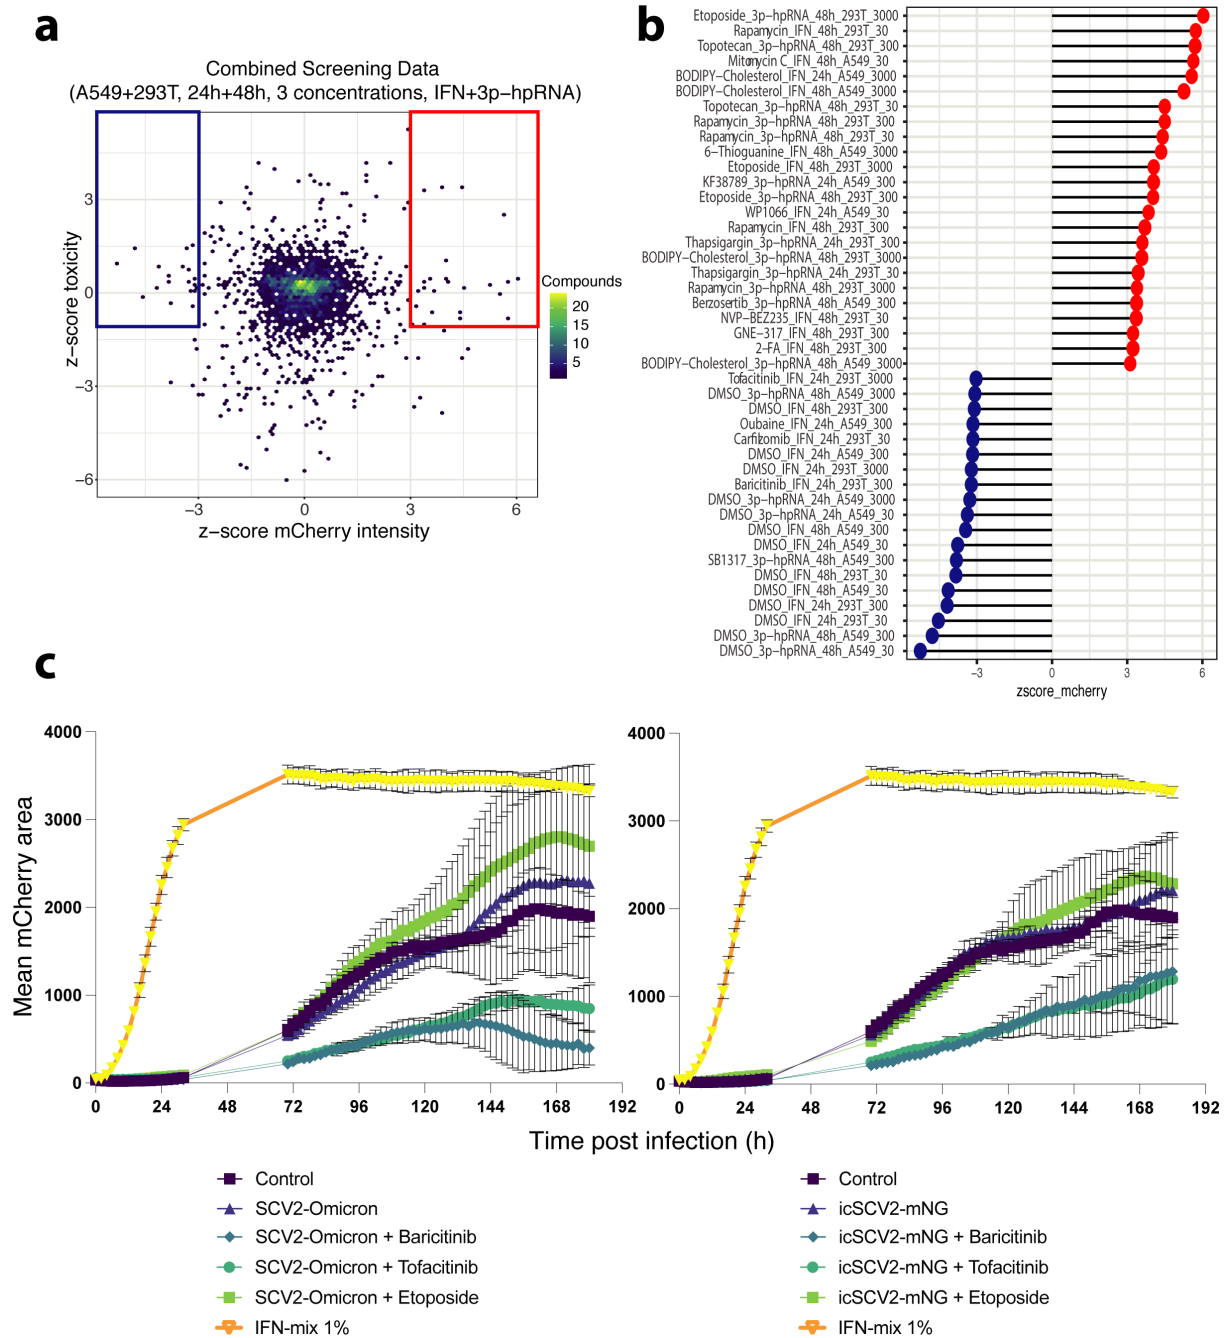 a
Combined Screening Data
(A549+293T, 24h+48h, 3 concentrations, IFN+3p−hpRNA)
z−score toxicity
3
0
−3
−6
−3
0
3
6
z−score mCherry intensity
Compounds
20
15
10
5
b
Etoposide_3p−hpRNA_48h_293T_3000
Rapamycin_IFN_48h_293T_30
Topotecan_3p−hpRNA_48h_293T_300
Mitomycin C_IFN_48h_A549_30
BODIPY−Cholesterol_IFN_24h_A549_3000
BODIPY−Cholesterol_IFN_48h_A549_3000
Topotecan_3p−hpRNA_48h_293T_30
Rapamycin_3p−hpRNA_48h_293T_300
Rapamycin_3p−hpRNA_48h_293T_30
6−Thioguanine_IFN_48h_A549_3000
Etoposide_IFN_48h_293T_3000
KF38789_3p−hpRNA_24h_A549_300
Etoposide_3p−hpRNA_48h_293T_300
WP1066_IFN_24h_A549_30
Rapamycin_IFN_48h_293T_300
Thapsigargin_3p−hpRNA_24h_293T_300
BODIPY−Cholesterol_3p−hpRNA_48h_293T_3000
Thapsigargin_3p−hpRNA_24h_293T_30
Rapamycin_3p−hpRNA_48h_293T_3000
Berzosertib_3p−hpRNA_48h_A549_300
NVP−BEZ235_IFN_48h_A549_300
GNE−317_IFN_48h_293T_300
2−FA_IFN_48h_293T_300
BODIPY−Cholesterol_3p−hpRNA_48h_A549_3000
Tofacitinib_IFN_24h_293T_3000
DMSO_3p−hpRNA_48h_A549_3000
DMSO_IFN_48h_293T_300
Oubaine_IFN_24h_A549_300
Carfilzomib_IFN_24h_293T_30
DMSO_IFN_24h_A549_300
DMSO_IFN_24h_293T_3000
Baricitinib_IFN_24h_293T_300
DMSO_3p−hpRNA_24h_A549_3000
DMSO_3p−hpRNA_24h_A549_30
DMSO_IFN_48h_A549_300
DMSO_IFN_24h_A549_30
SB1317_3p−hpRNA_48h_A549_300
DMSO_IFN_48h_293T_30
DMSO_IFN_48h_A549_30
DMSO_IFN_24h_293T_300
DMSO_IFN_24h_293T_30
DMSO_3p−hpRNA_48h_A549_300
DMSO_3p−hpRNA_48h_A549_30
−3
0
3
6
zscore_mcherry
c
Mean mCherry area
4000
3000
2000
1000
0
0
24
48
72
96
120
144
168
192
4000
3000
2000
1000
0
0
24
48
72
96
120
144
168
192
Time post infection (h)
Control
SCV2-Omicron
SCV2-Omicron + Baricitinib
SCV2-Omicron + Tofacitinib
SCV2-Omicron + Etoposide
IFN-mix 1%
Control
icSCV2-mNG
icSCV2-mNG + Baricitinib
icSCV2-mNG + Tofacitinib
icSCV2-mNG + Etoposide
IFN-mix 1%